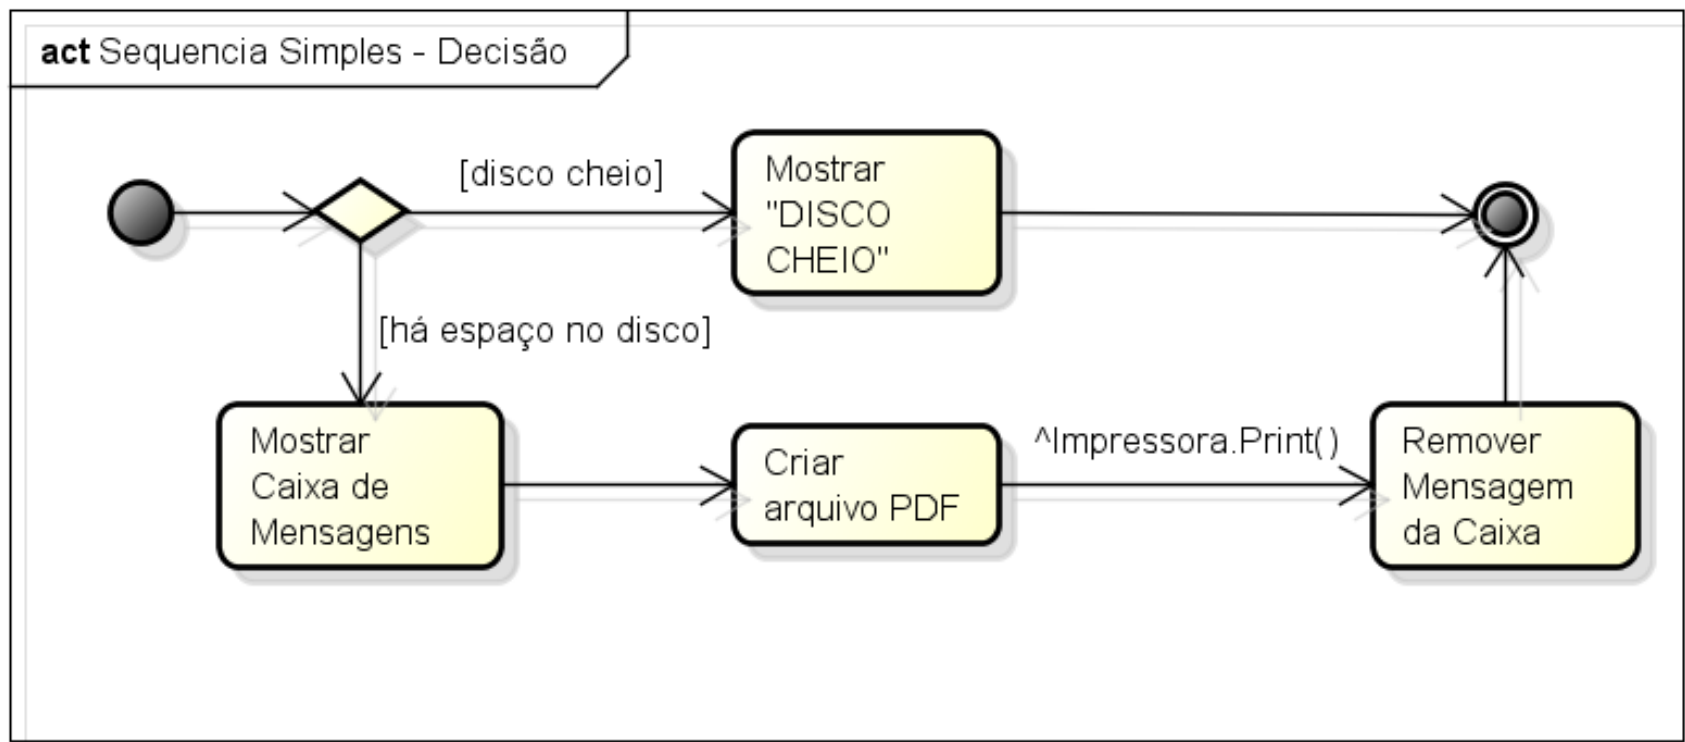 act Sequencia Simples - Decisão
[disco cheio]
Mostrar
"DISCO
CHEIO"
[há espaço no disco]
Mostrar
Caixa de
Mensagens
Criar
arquivo PDF
^Impressora.Print()
Remover
Mensagem
da Caixa